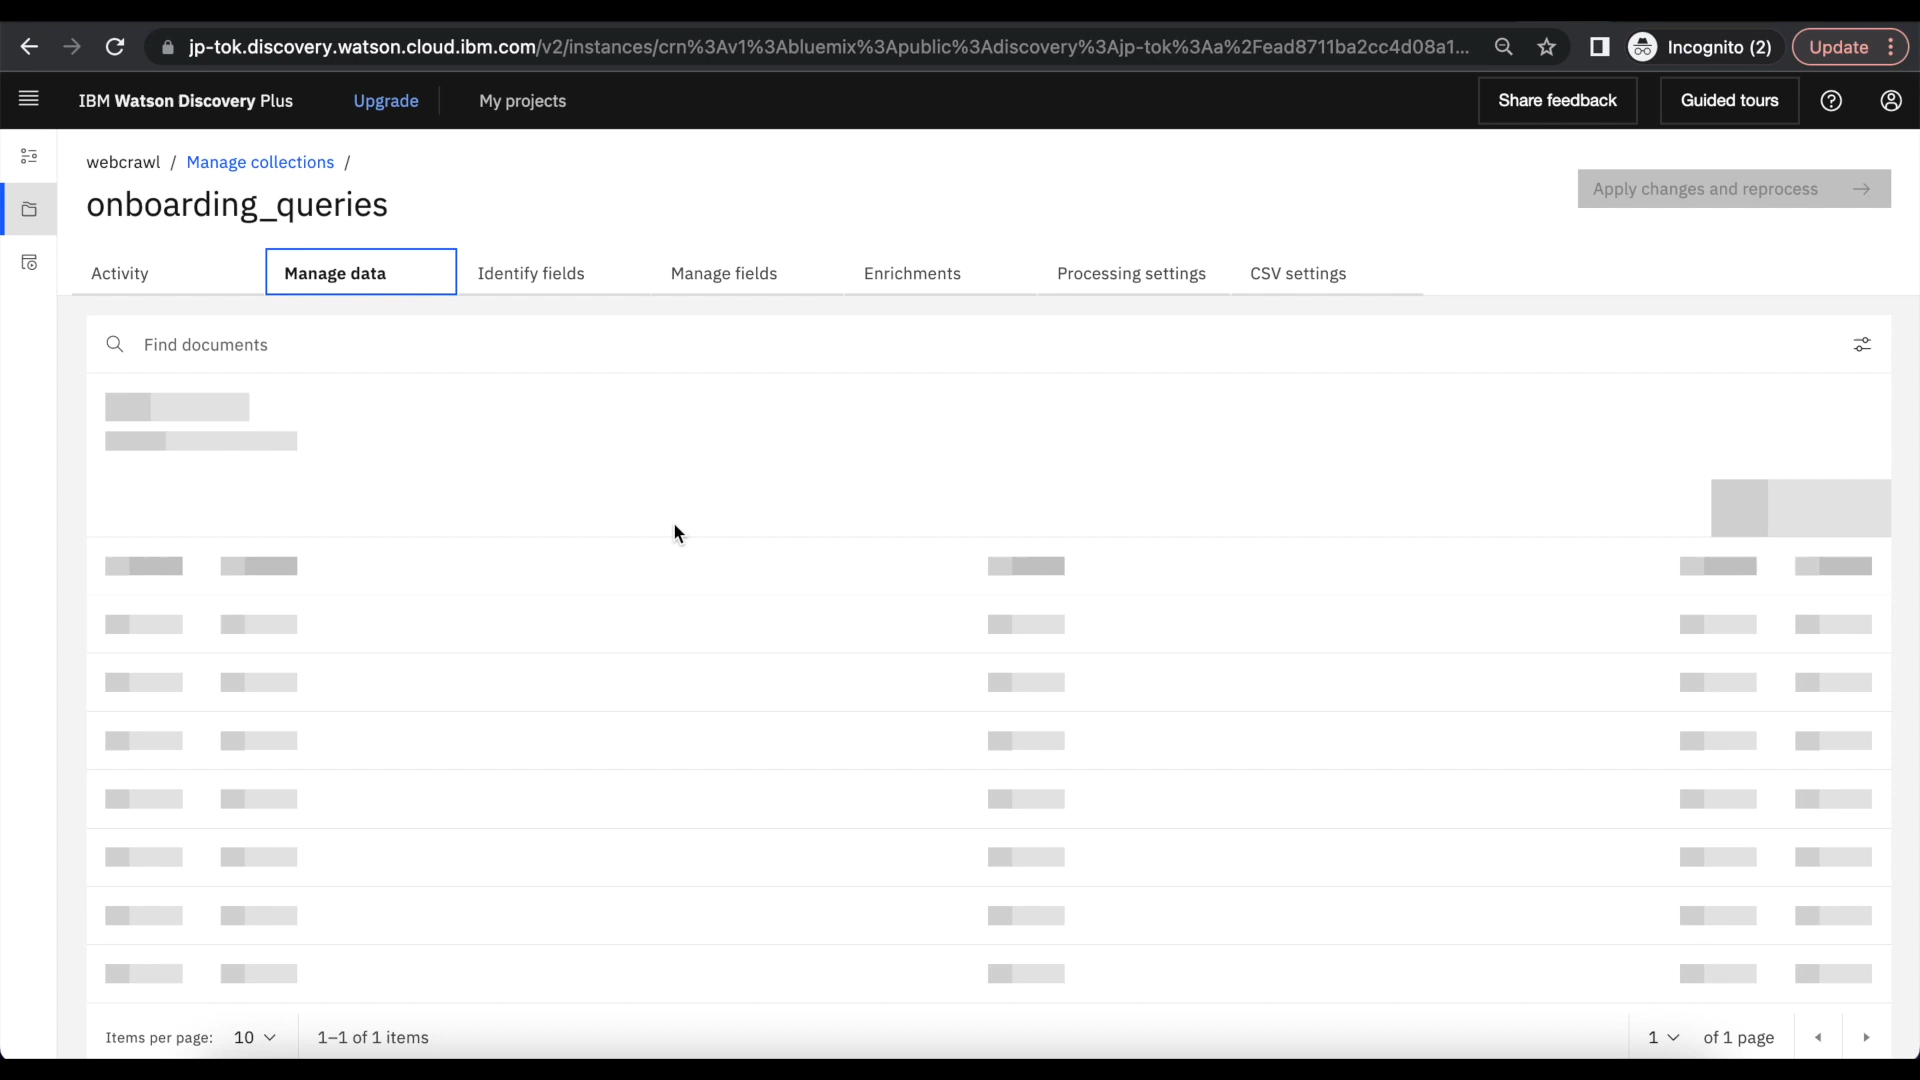 jp-tok.discovery.watson.cloud.ibm.com/v2/instances/crn%3Av1%3Abluemix%3Apublic%3Adiscovery%3Ajp-tok%3Aa%2Fead8711ba2cc4d08a1...
Incognito (2)
Update
IBM Watson Discovery Plus
Upgrade
My projects
Share feedback
Guided tours
webcrawl / Manage collections /
onboarding_queries
Apply changes and reprocess
Activity
Manage data
Identify fields
Manage fields
Enrichments
Processing settings
CSV settings
Find documents
Items per page: 10
1–1 of 1 items
1
of 1 page